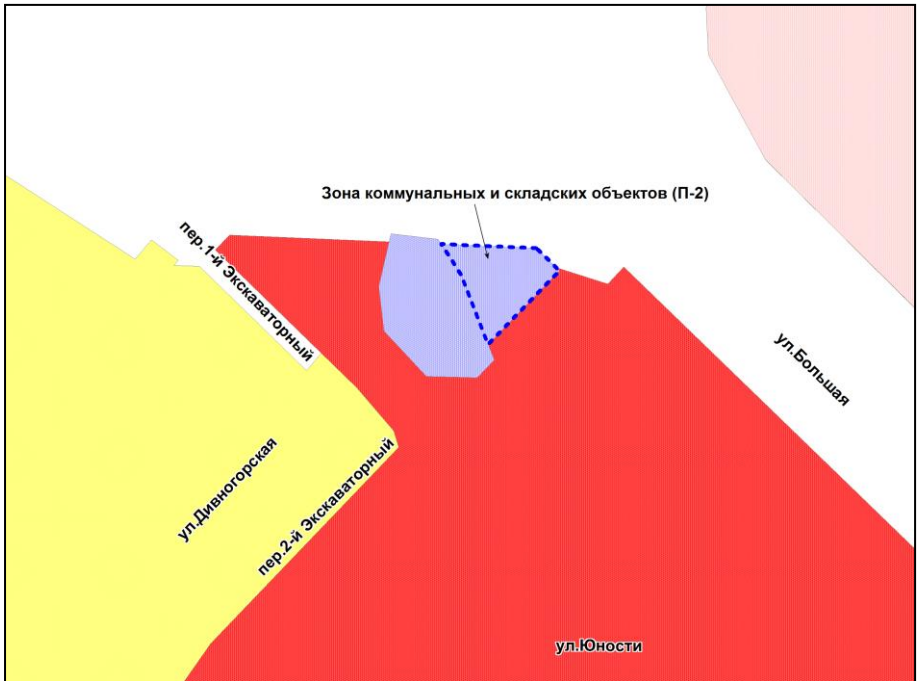 Зона коммунальных и складских объектов (П-2)
пер.1-й Экскаваторный
ул.Большая
ул.Дивногорская
пер.2-й Экскаваторный
ул.Юности